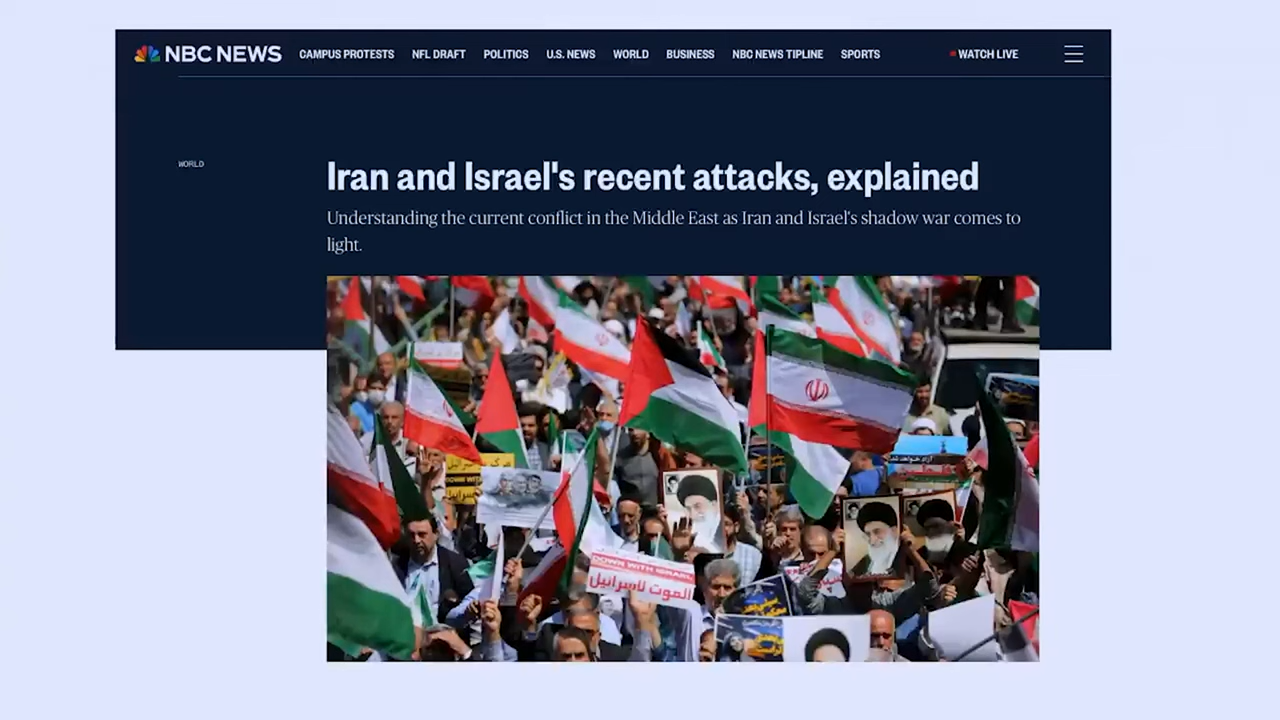 NBC NEWS
CAMPUS PROTESTS NFL DRAFT POLITICS U.S. NEWS WORLD BUSINESS NBC NEWS TIPLINE SPORTS WATCH LIVE
WORLD
Iran and Israel's recent attacks, explained
Understanding the current conflict in the Middle East as Iran and Israel's shadow war comes to
light.
DOWN WITH ISRAEL
الموت لاسرائيل